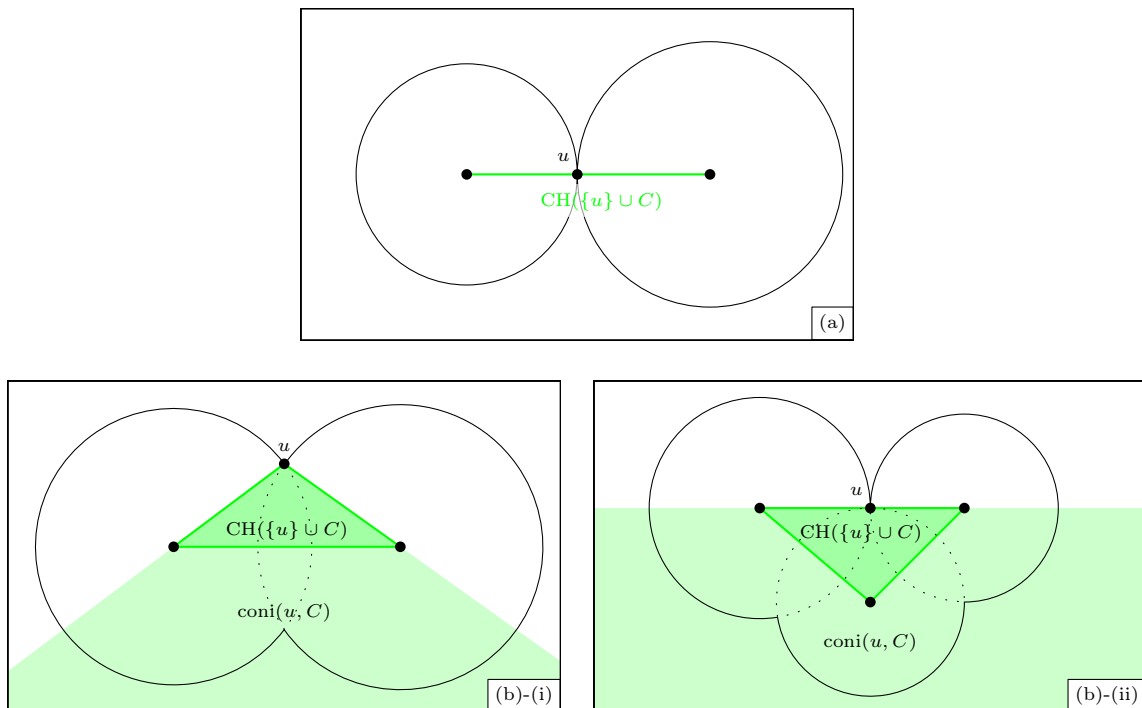 u
CH({u} ∪ C)
(a)
u
CH({u} ∪ C)
coni(u, C)
(b)-(i)
u
CH({u} ∪ C)
coni(u, C)
(b)-(ii)